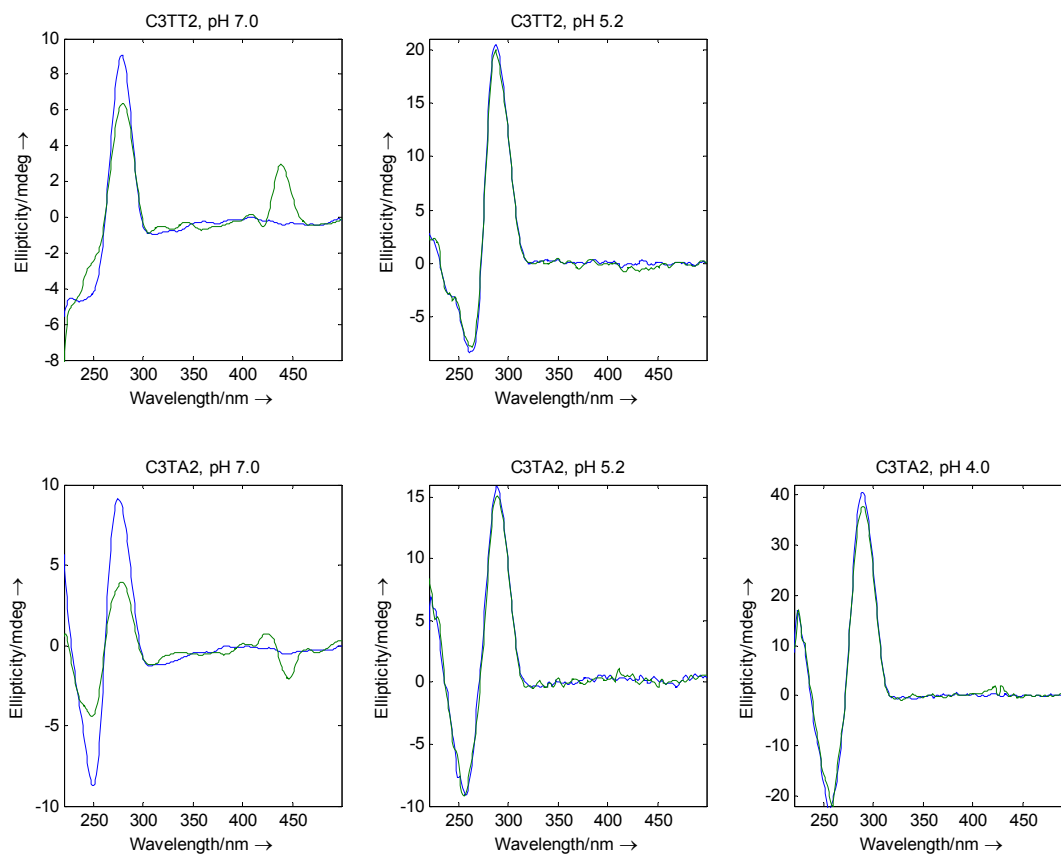 C3TT2, pH 7.0
10
8
6
4
2
0
-2
-4
-6
-8
250 300 350 400 450
Ellipticity/mdeg →
Wavelength/nm →
C3TT2, pH 5.2
20
15
10
5
0
-5
250 300 350 400 450
Ellipticity/mdeg →
Wavelength/nm →
C3TA2, pH 7.0
10
5
0
-5
-10
250 300 350 400 450
Ellipticity/mdeg →
Wavelength/nm →
C3TA2, pH 5.2
15
10
5
0
-5
-10
250 300 350 400 450
Ellipticity/mdeg →
Wavelength/nm →
C3TA2, pH 4.0
40
30
20
10
0
-10
-20
250 300 350 400 450
Ellipticity/mdeg →
Wavelength/nm →